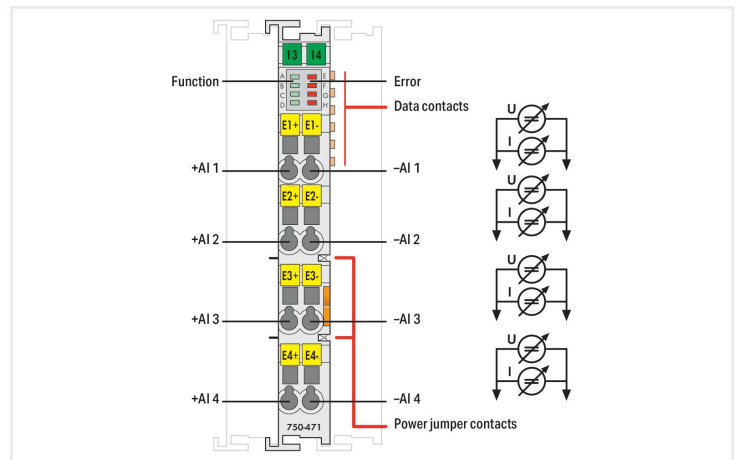 13 14
Function
A
B
C
D
E
F
G
H
Error
Data contacts
E1+ E1-
+AI 1
–AI 1
E2+ E2-
+AI 2
–AI 2
E3+ E3-
+AI 3
–AI 3
E4+ E4-
+AI 4
–AI 4
Power jumper contacts
750-471
U
I
U
I
U
I
U
I